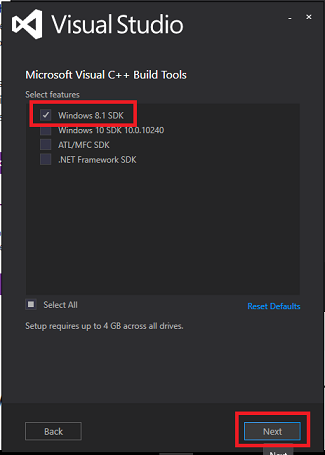 Visual Studio
Microsoft Visual C++ Build Tools
Select features
Windows 8.1 SDK
Windows 10 SDK 10.0.10240
ATL/MFC SDK
.NET Framework SDK
Select All
Reset Defaults
Setup requires up to 4 GB across all drives.
Back
Next
Next